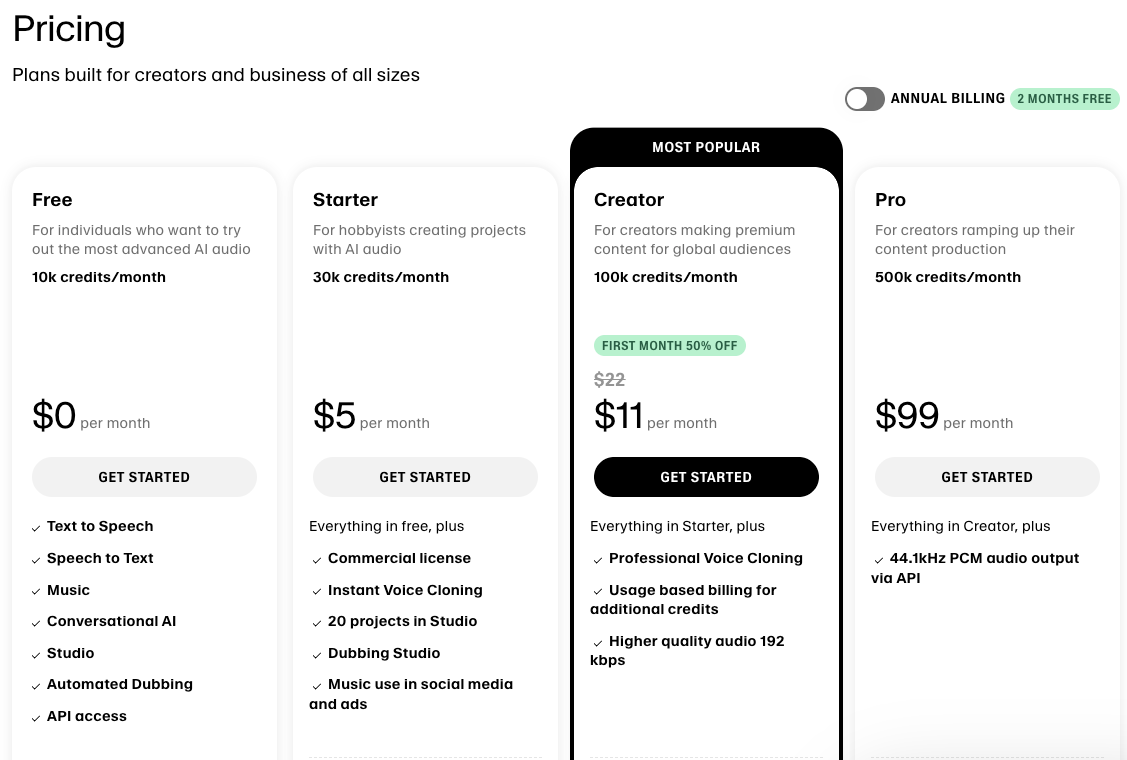 Pricing
Plans built for creators and business of all sizes
ANNUAL BILLING 2 MONTHS FREE
MOST POPULAR
Free
For individuals who want to try
out the most advanced AI audio
10k credits/month
$0 per month
GET STARTED
Text to Speech
Speech to Text
Music
Conversational AI
Studio
Automated Dubbing
API access
Starter
For hobbyists creating projects
with AI audio
30k credits/month
$5 per month
GET STARTED
Everything in free, plus
Commercial license
Instant Voice Cloning
20 projects in Studio
Dubbing Studio
Music use in social media
and ads
Creator
For creators making premium
content for global audiences
100k credits/month
FIRST MONTH 50% OFF
$22
$11 per month
GET STARTED
Everything in Starter, plus
Professional Voice Cloning
Usage based billing for
additional credits
Higher quality audio 192
kbps
Pro
For creators ramping up their
content production
500k credits/month
$99 per month
GET STARTED
Everything in Creator, plus
44.1kHz PCM audio output
via API